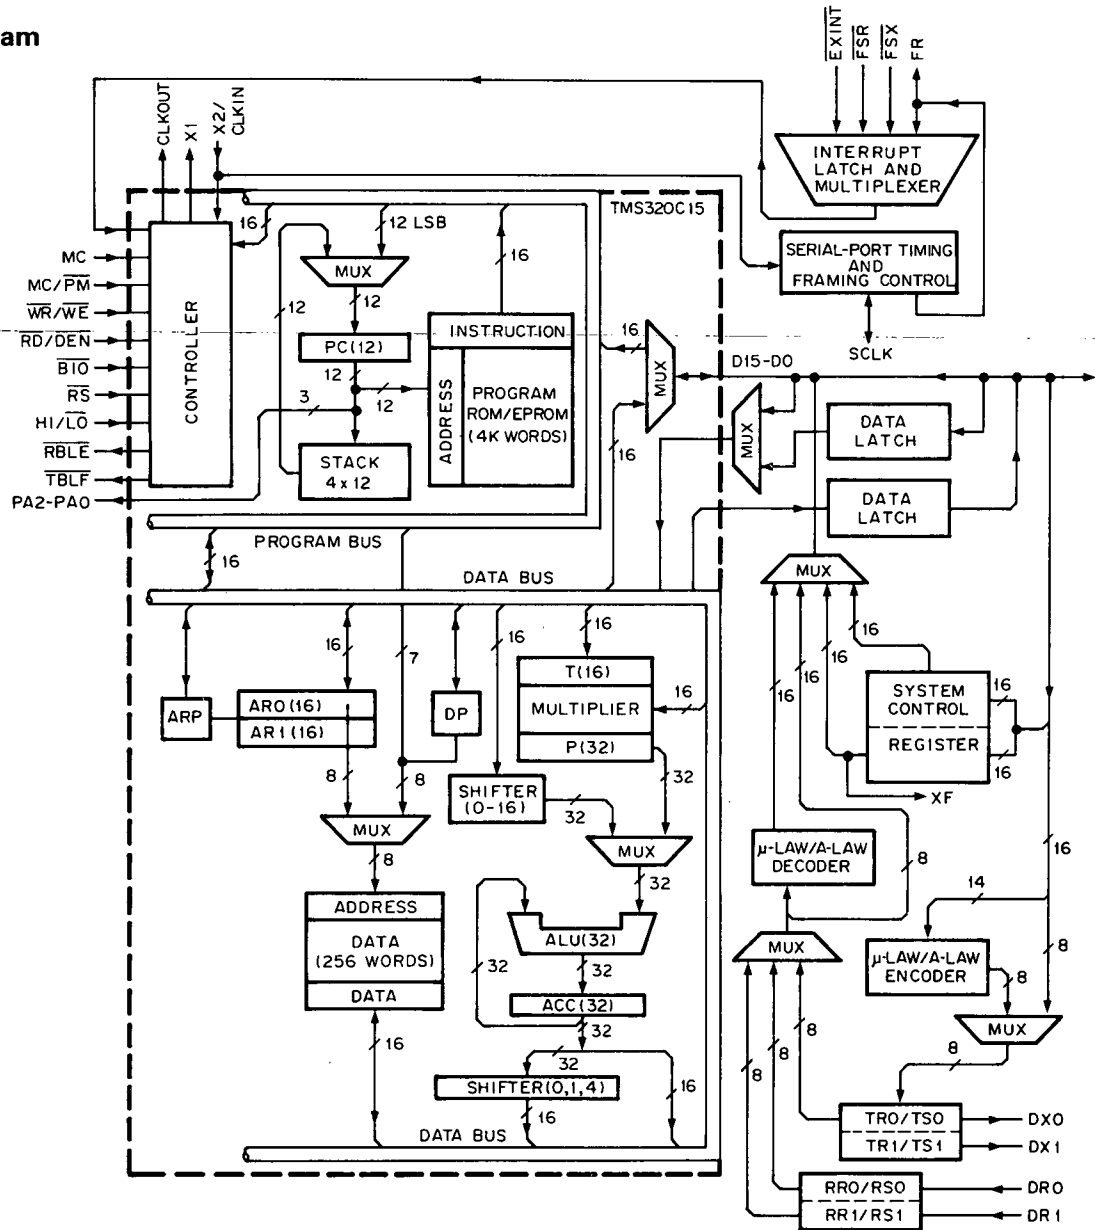 am
EXINT
FSR
FSX
FR
CLKOUT
X1
X2/
CLKIN
INTERRUPT
LATCH AND
MULTIPLEXER
TMS320C15
16
12 LSB
16
MC
MC/PM
WR/WE
RD/DEN
BIO
RS
HI/LO
RBLE
TBLF
PA2-PA0
CONTROLLER
MUX
12
12
PC(12)
12
12
3
STACK
4x12
INSTRUCTION
ADDRESS
PROGRAM
ROM/EPROM
(4K WORDS)
SERIAL-PORT TIMING
AND
FRAMING CONTROL
SCLK
16
MUX
16
D15-D0
MUX
DATA
LATCH
DATA
LATCH
PROGRAM BUS
16
DATA BUS
MUX
16
16
16
16
16
7
16
16
16
ARP
AR0(16)
AR1(16)
DP
T(16)
MULTIPLIER
P(32)
SYSTEM
CONTROL
REGISTER
16
16
XF
8
8
SHIFTER
(0-16)
32
32
MUX
MUX
8
32
μ-LAW/A-LAW
DECODER
8
16
14
8
ADDRESS
DATA
(256 WORDS)
DATA
ALU(32)
32
32
ACC(32)
32
MUX
μ-LAW/A-LAW
ENCODER
8
MUX
8
8
8
8
16
32
SHIFTER(0,1,4)
16
16
DATA BUS
TR0/TS0
TR1/TS1
DX0
DX1
RR0/RS0
RR1/RS1
DR0
DR1